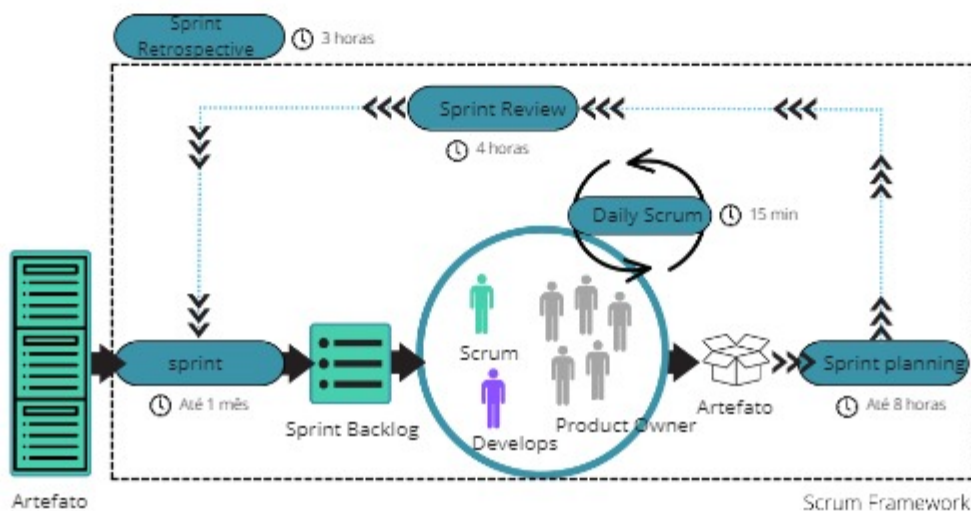 Sprint
Retrospective
3 horas
Sprint Review
4 horas
Daily Scrum
15 min
sprint
Até 1 mês
Sprint Backlog
Scrum
Develops
Product Owner
Artefato
Sprint planning
Até 8 horas
Artefato
Scrum Framework